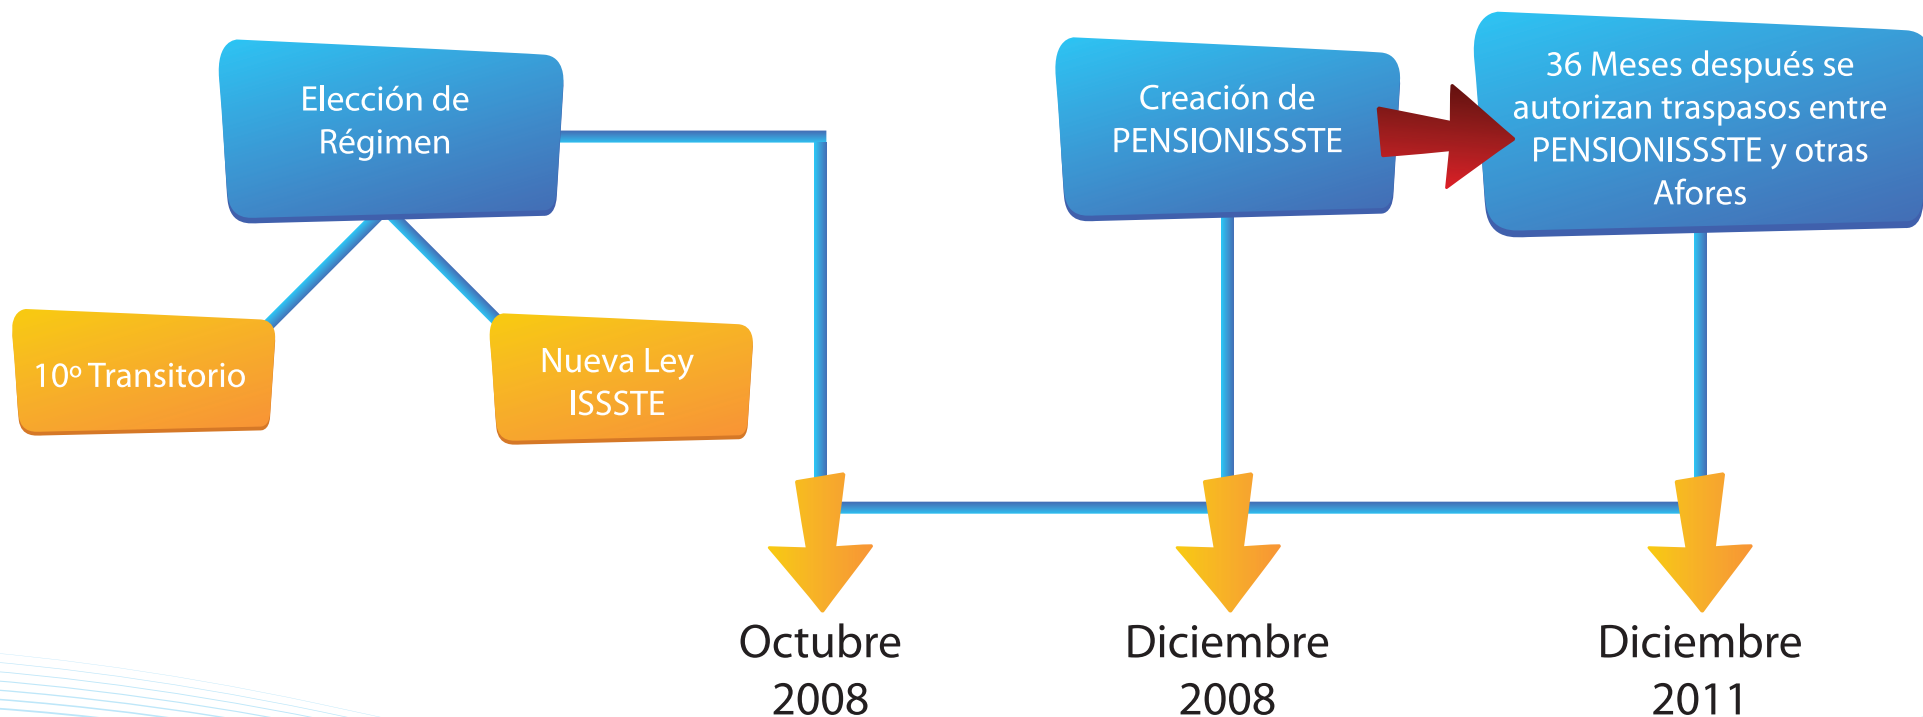 Elección de
Régimen
10º Transitorio
Nueva Ley
ISSSTE
Creación de
PENSIONISSSTE
36 Meses después se
autorizan traspasos entre
PENSIONISSSTE y otras
Afores
Octubre
2008
Diciembre
2008
Diciembre
2011